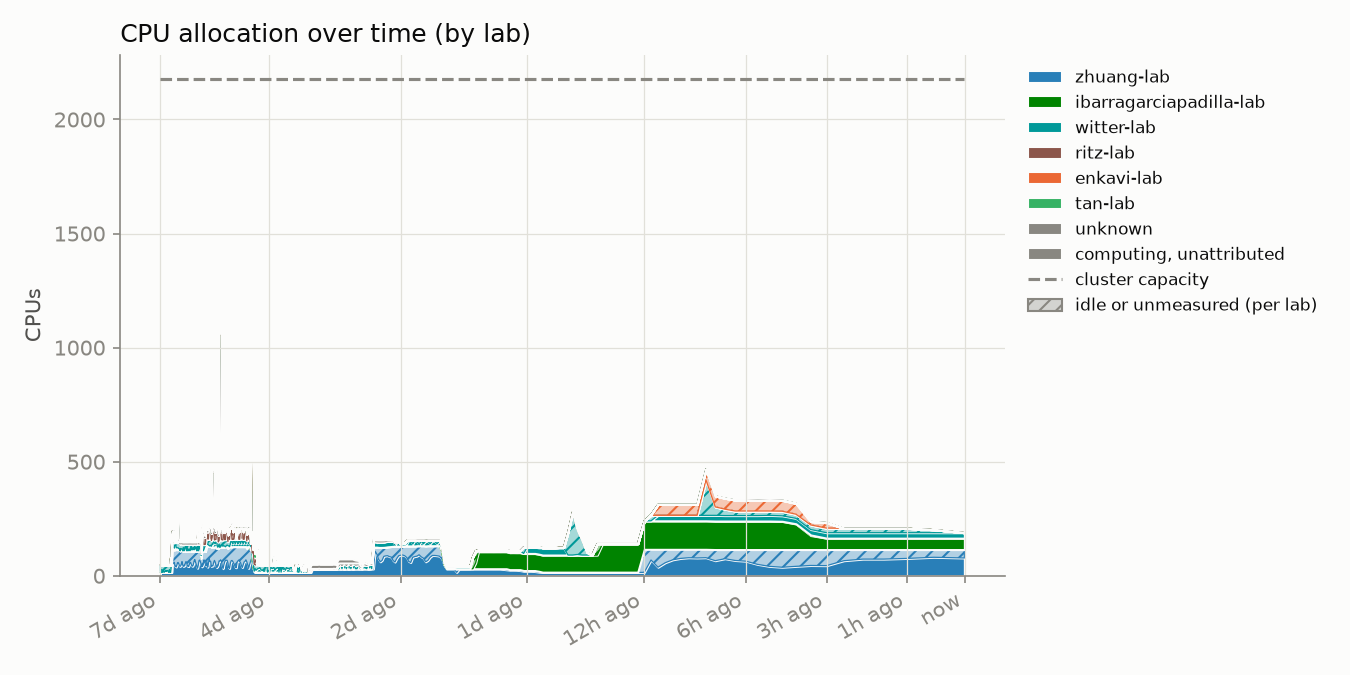 CPU allocation over time (by lab)
CPUs
2000
1500
1000
500
0
7d ago
4d ago
2d ago
1d ago
12h ago
6h ago
3h ago
1h ago
now
zhuang-lab
ibarragarciapadilla-lab
witter-lab
ritz-lab
enkavi-lab
tan-lab
unknown
computing, unattributed
cluster capacity
idle or unmeasured (per lab)